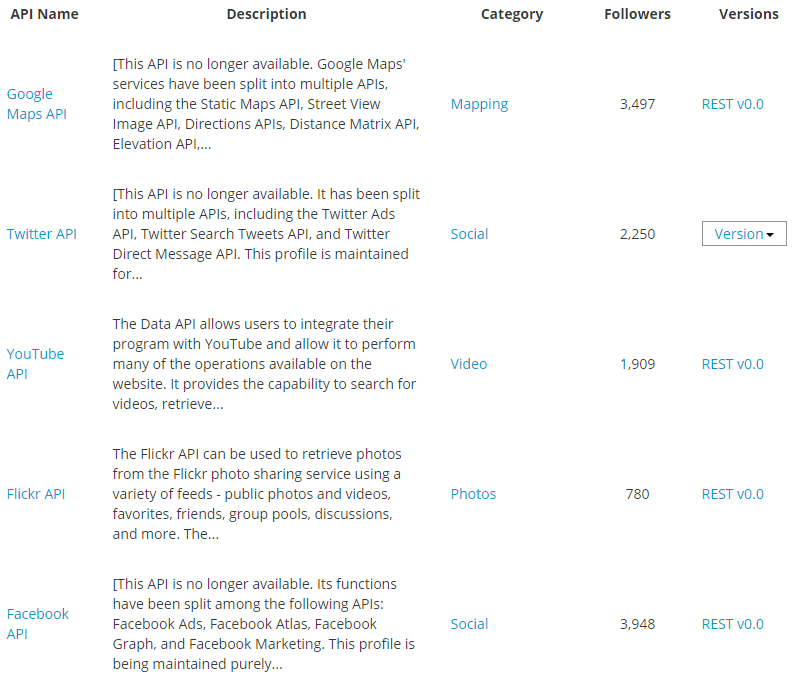 API Name Description Category Followers Versions
[This API is no longer available. Google Maps'
services have been split into multiple APIs,
including the Static Maps API, Street View
Image API, Directions APIs, Distance Matrix API,
Elevation API,...
Google
Maps API
Mapping 3,497 REST v0.0
[This API is no longer available. It has been split
into multiple APIs, including the Twitter Ads
API, Twitter Search Tweets API, and Twitter
Direct Message API. This profile is maintained
for...
Twitter API
Social 2,250 Version
The Data API allows users to integrate their
program with YouTube and allow it to perform
many of the operations available on the
website. It provides the capability to search for
videos, retrieve...
YouTube
API
Video 1,909 REST v0.0
The Flickr API can be used to retrieve photos
from the Flickr photo sharing service using a
variety of feeds - public photos and videos,
favorites, friends, group pools, discussions,
and more. The...
Flickr API
Photos 780 REST v0.0
[This API is no longer available. Its functions
have been split among the following APIs:
Facebook Ads, Facebook Atlas, Facebook
Graph, and Facebook Marketing. This profile is
being maintained purely...
Facebook
API
Social 3,948 REST v0.0